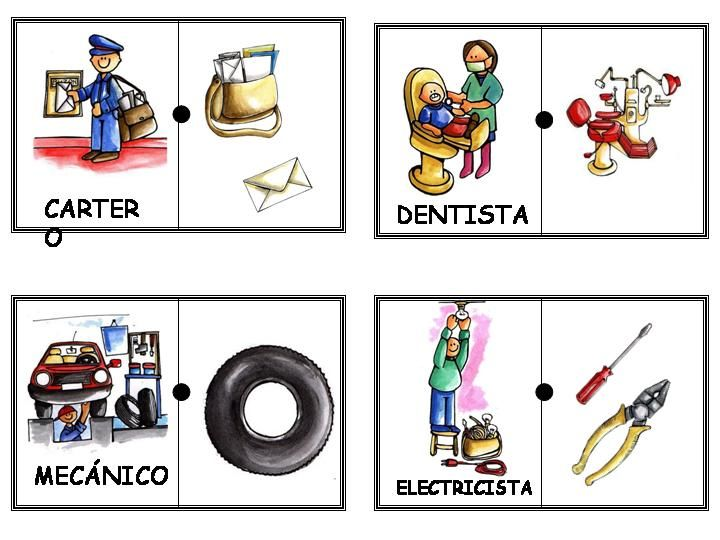 CARTER
O
DENTISTA
MECÁNICO
ELECTRICISTA